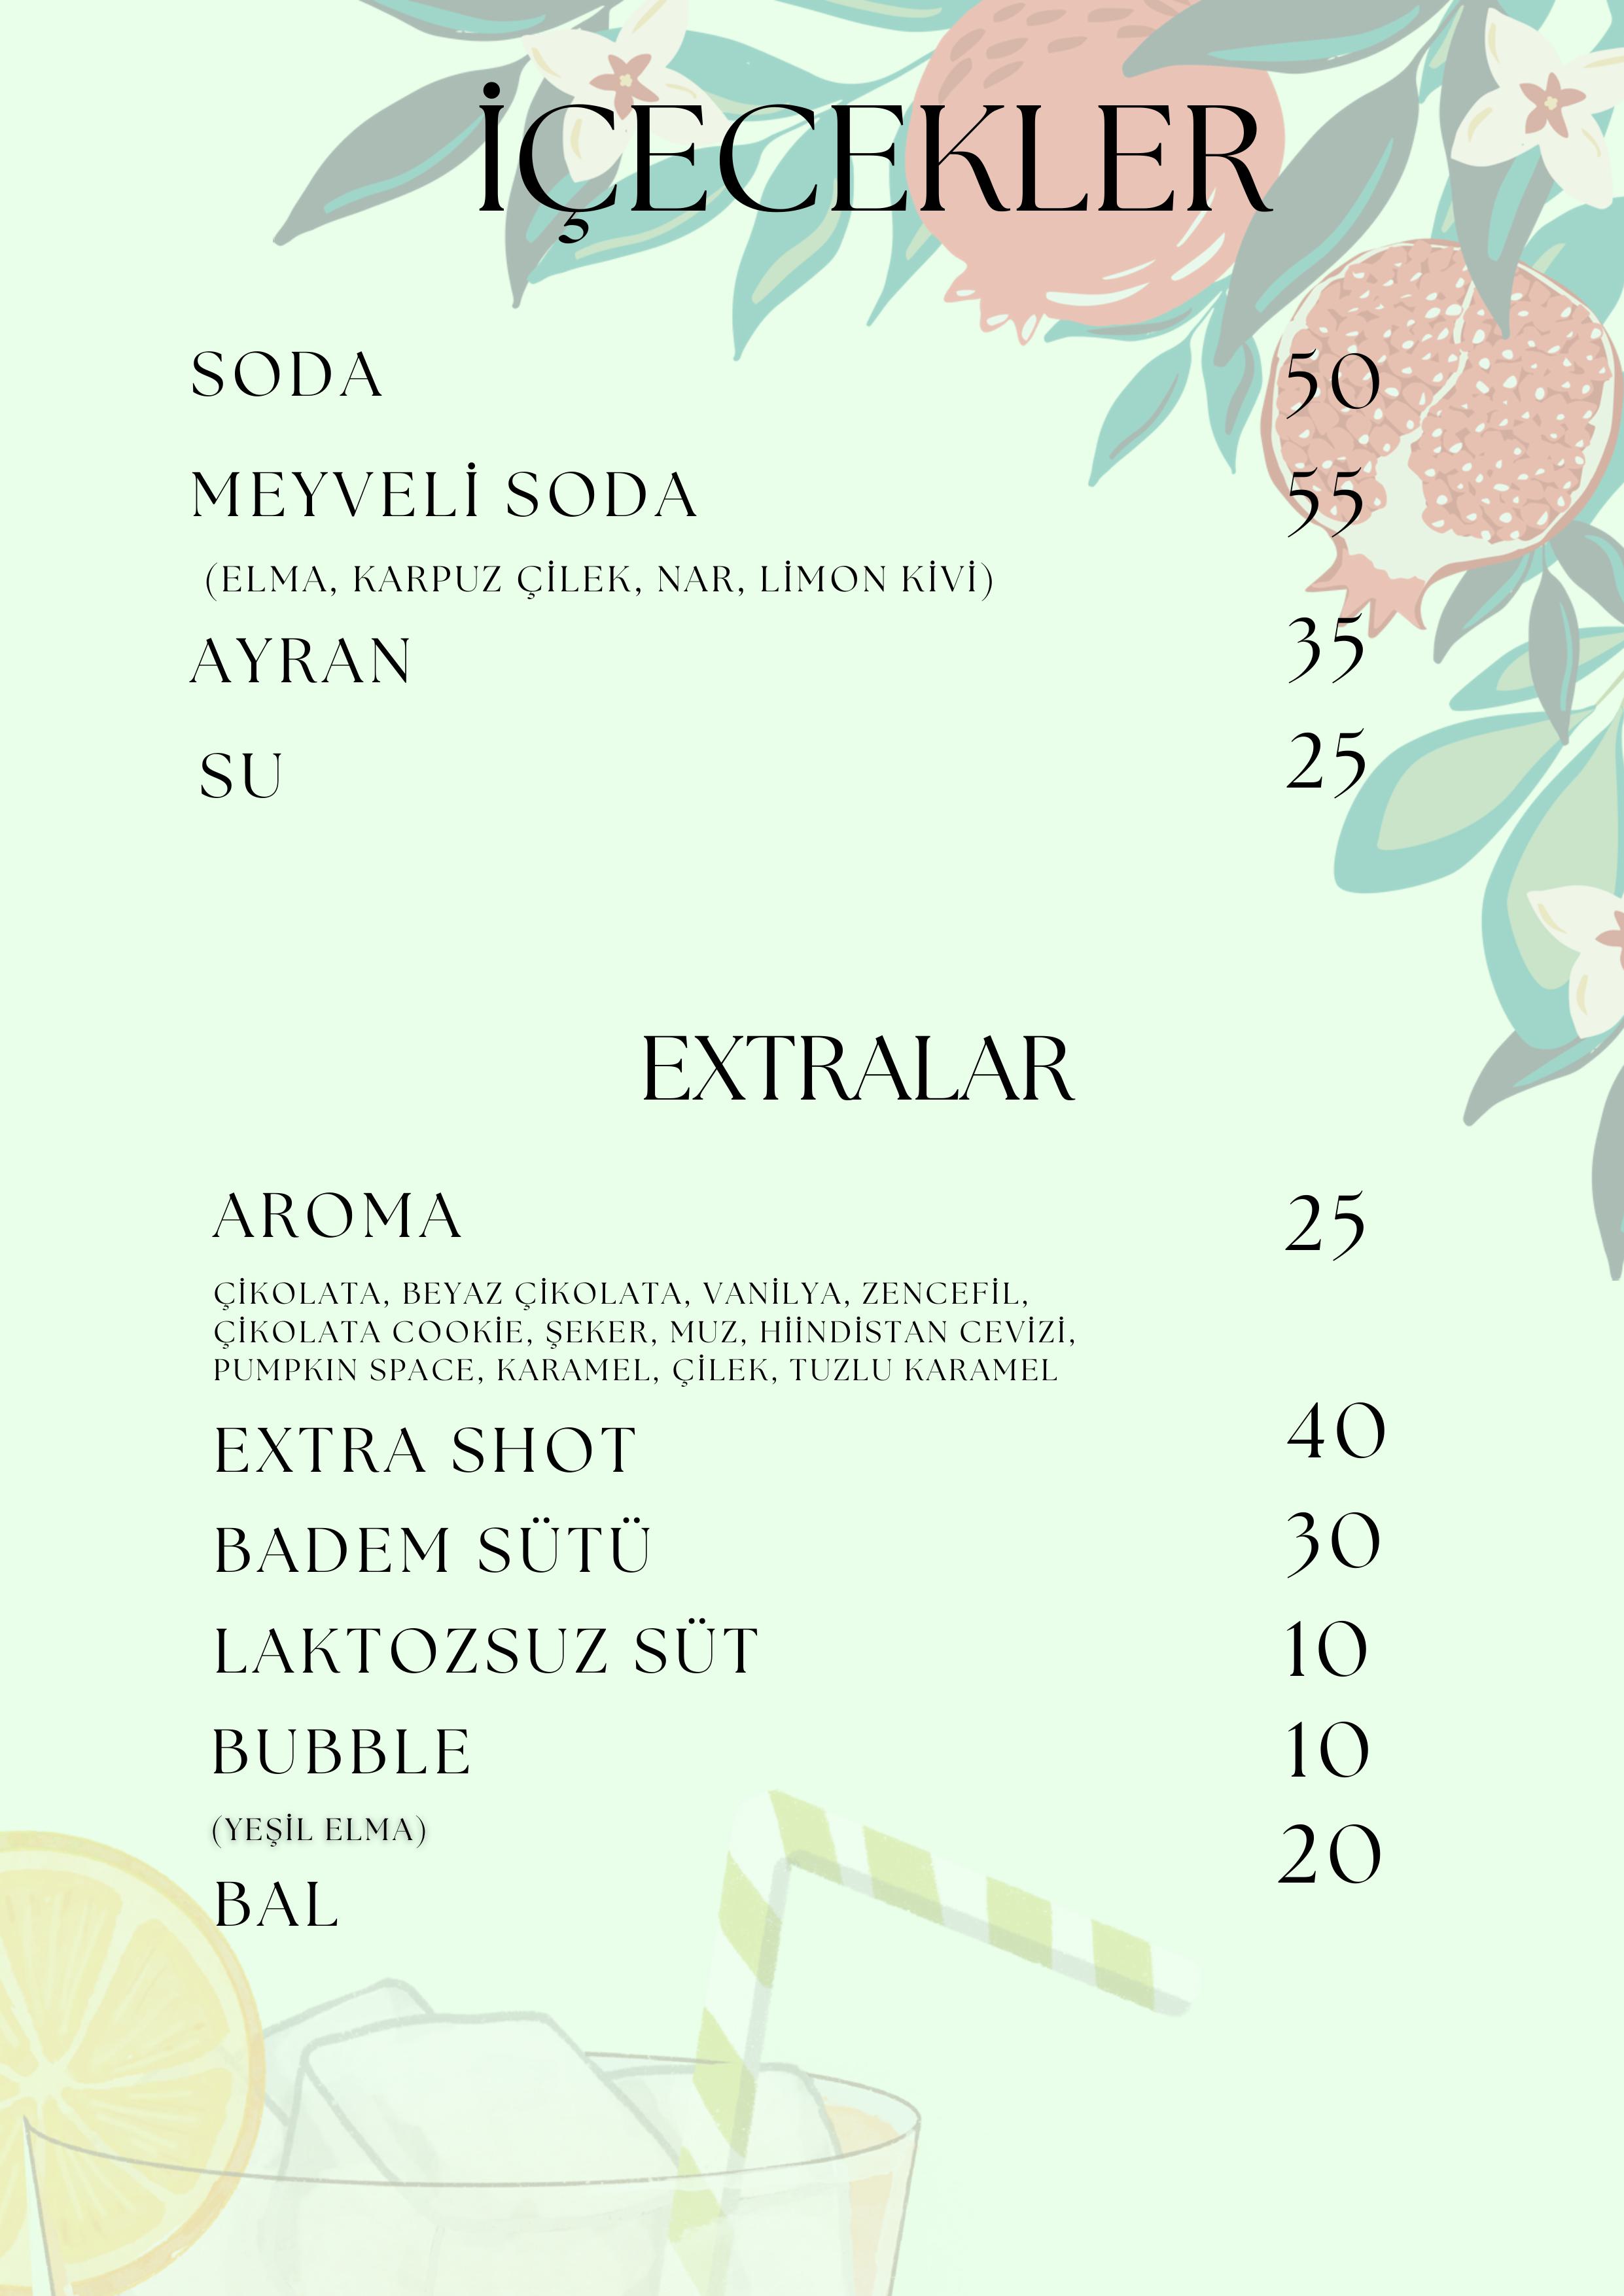 İÇECEKLER
SODA 50
MEYVELİ SODA 55
(ELMA, KARPUZ ÇİLEK, NAR, LİMON KİVİ)
AYRAN 35
SU 25
EXTRALAR
AROMA 25
ÇİKOLATA, BEYAZ ÇİKOLATA, VANİLYA, ZENCEFİL,
ÇİKOLATA COOKİE, ŞEKER, MUZ, HİİNDİSTAN CEVİZİ,
PUMPKIN SPACE, KARAMEL, ÇİLEK, TUZLU KARAMEL
EXTRA SHOT 40
BADEM SÜTÜ 30
LAKTOZSUZ SÜT 10
BUBBLE 10
(YEŞİL ELMA)
BAL 20